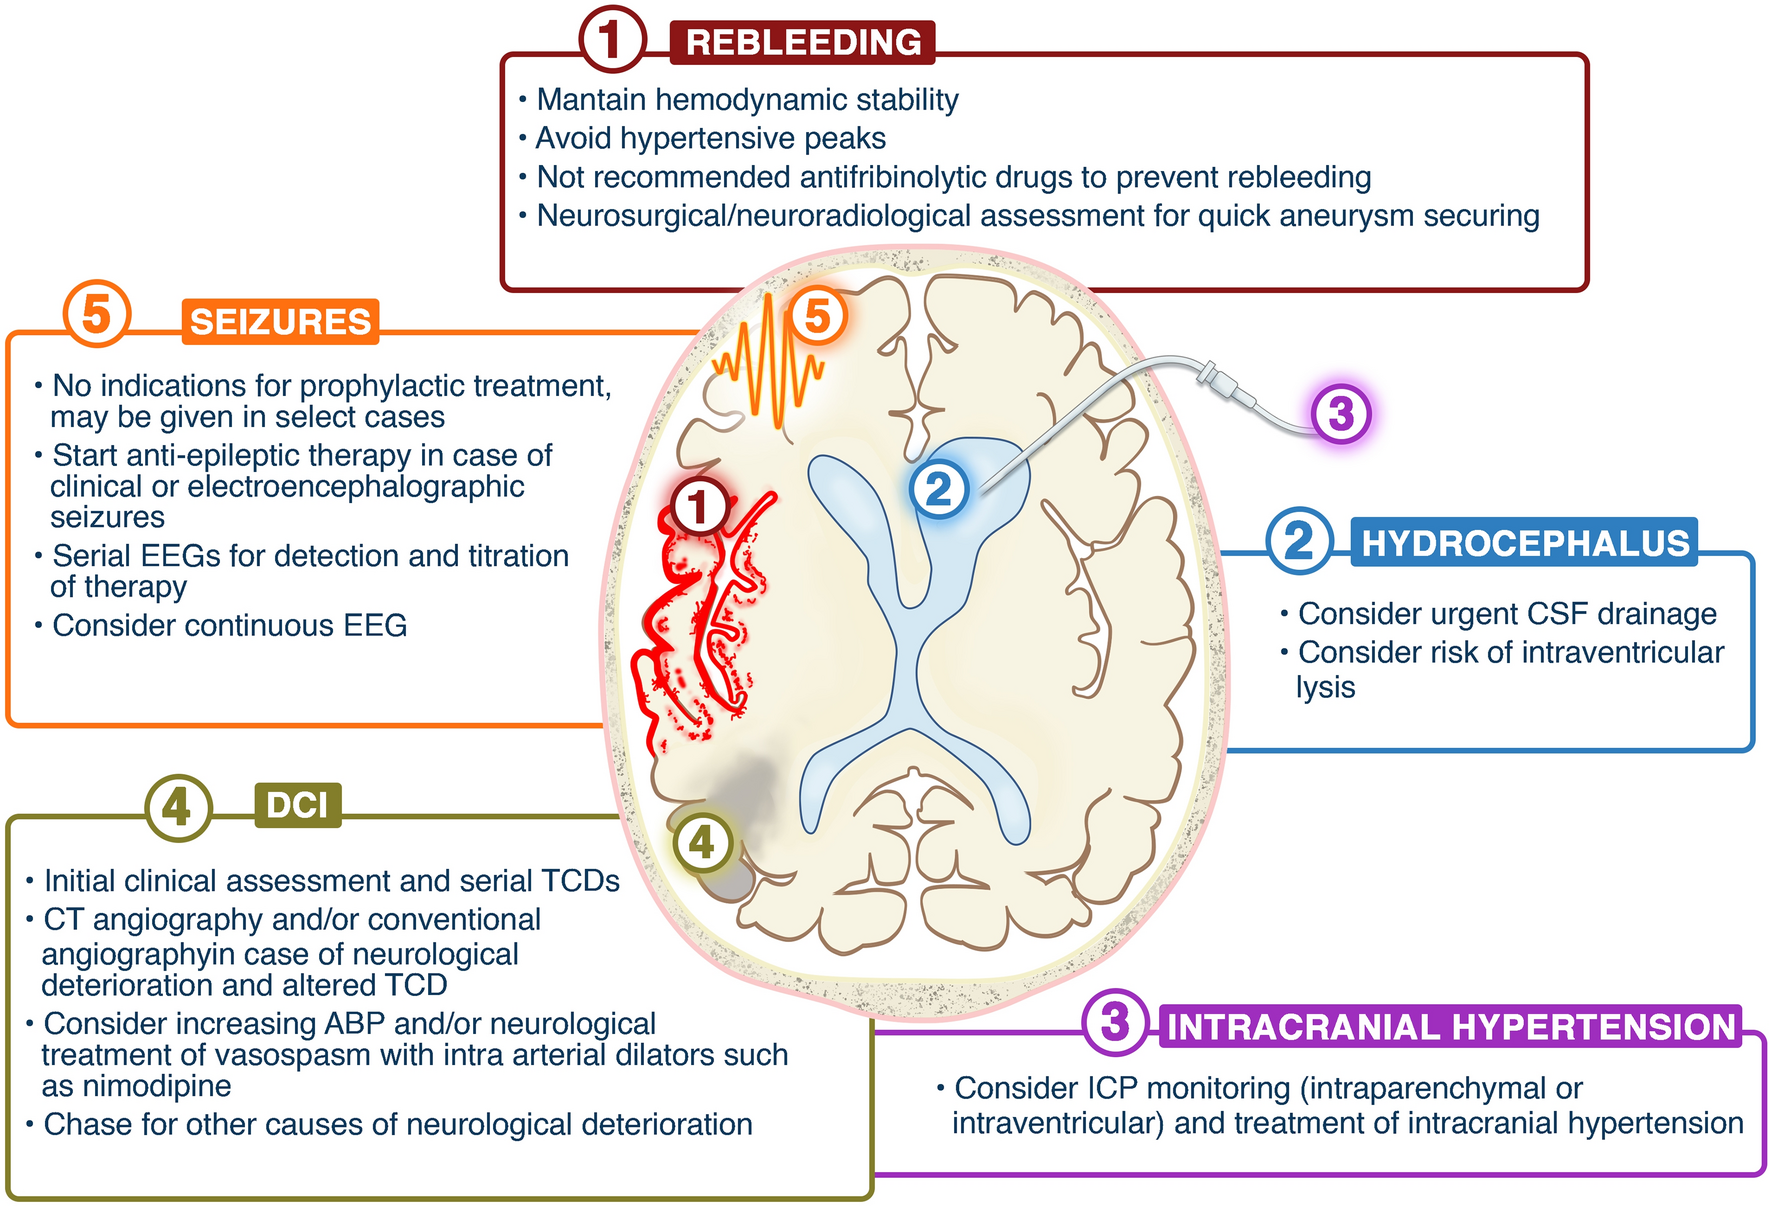 1 REBLEEDING
• Mantain hemodynamic stability
• Avoid hypertensive peaks
• Not recommended antifribinolytic drugs to prevent rebleeding
• Neurosurgical/neuroradiological assessment for quick aneurysm securing
5 SEIZURES
• No indications for prophylactic treatment,
may be given in select cases
• Start anti-epileptic therapy in case of
clinical or electroencephalographic
seizures
• Serial EEGs for detection and titration
of therapy
• Consider continuous EEG
5
3
2
1
4
2 HYDROCEPHALUS
• Consider urgent CSF drainage
• Consider risk of intraventricular
lysis
4 DCI
• Initial clinical assessment and serial TCDs
• CT angiography and/or conventional
angiographyin case of neurological
deterioration and altered TCD
• Consider increasing ABP and/or neurological
treatment of vasospasm with intra arterial dilators such
as nimodipine
• Chase for other causes of neurological deterioration
3 INTRACRANIAL HYPERTENSION
• Consider ICP monitoring (intraparenchymal or
intraventricular) and treatment of intracranial hypertension